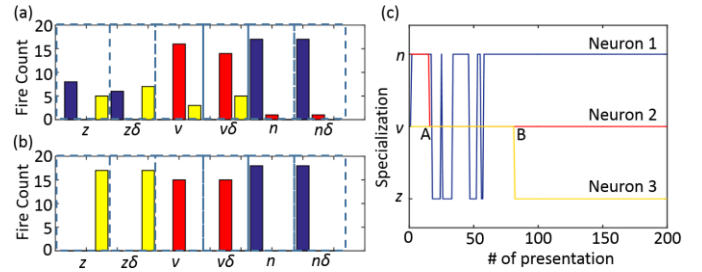 (a)
20
15
10
5
0
Fire Count
z zδ v vδ n nδ
(b)
20
15
10
5
0
Fire Count
z zδ v vδ n nδ
(c)
Specialization
n
v
z
Neuron 1
Neuron 2
Neuron 3
A
B
0 50 100 150 200
# of presentation